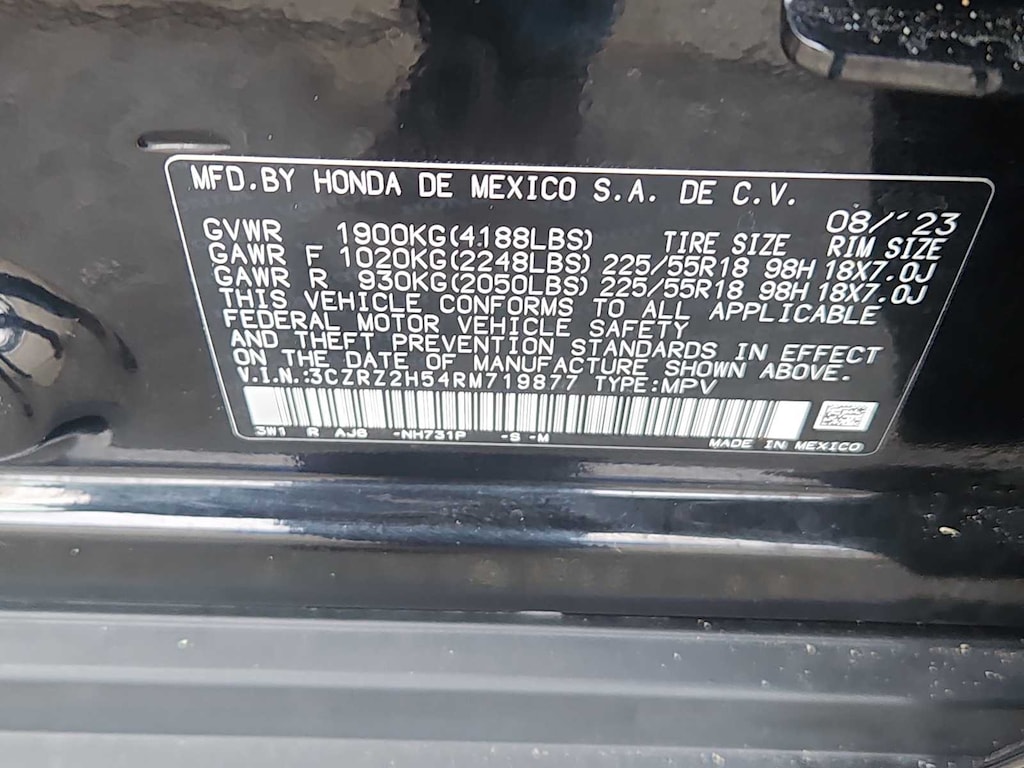 MFD.BY HONDA DE MEXICO S.A. DE C.V.
08/'23
GVWR 1900KG(4188LBS) TIRE SIZE RIM SIZE
GAWR F 1020KG(2248LBS) 225/55R18 98H 18X7.0J
GAWR R 930KG(2050LBS) 225/55R18 98H 18X7.0J
THIS VEHICLE CONFORMS TO ALL APPLICABLE
FEDERAL MOTOR VEHICLE SAFETY
AND THEFT PREVENTION STANDARDS IN EFFECT
ON THE DATE OF MANUFACTURE SHOWN ABOVE.
V.I.N.:3CZRZ2H54RM719877 TYPE:MPV
3W1 R AJ6 -NH731P -S -M
MADE IN MEXICO